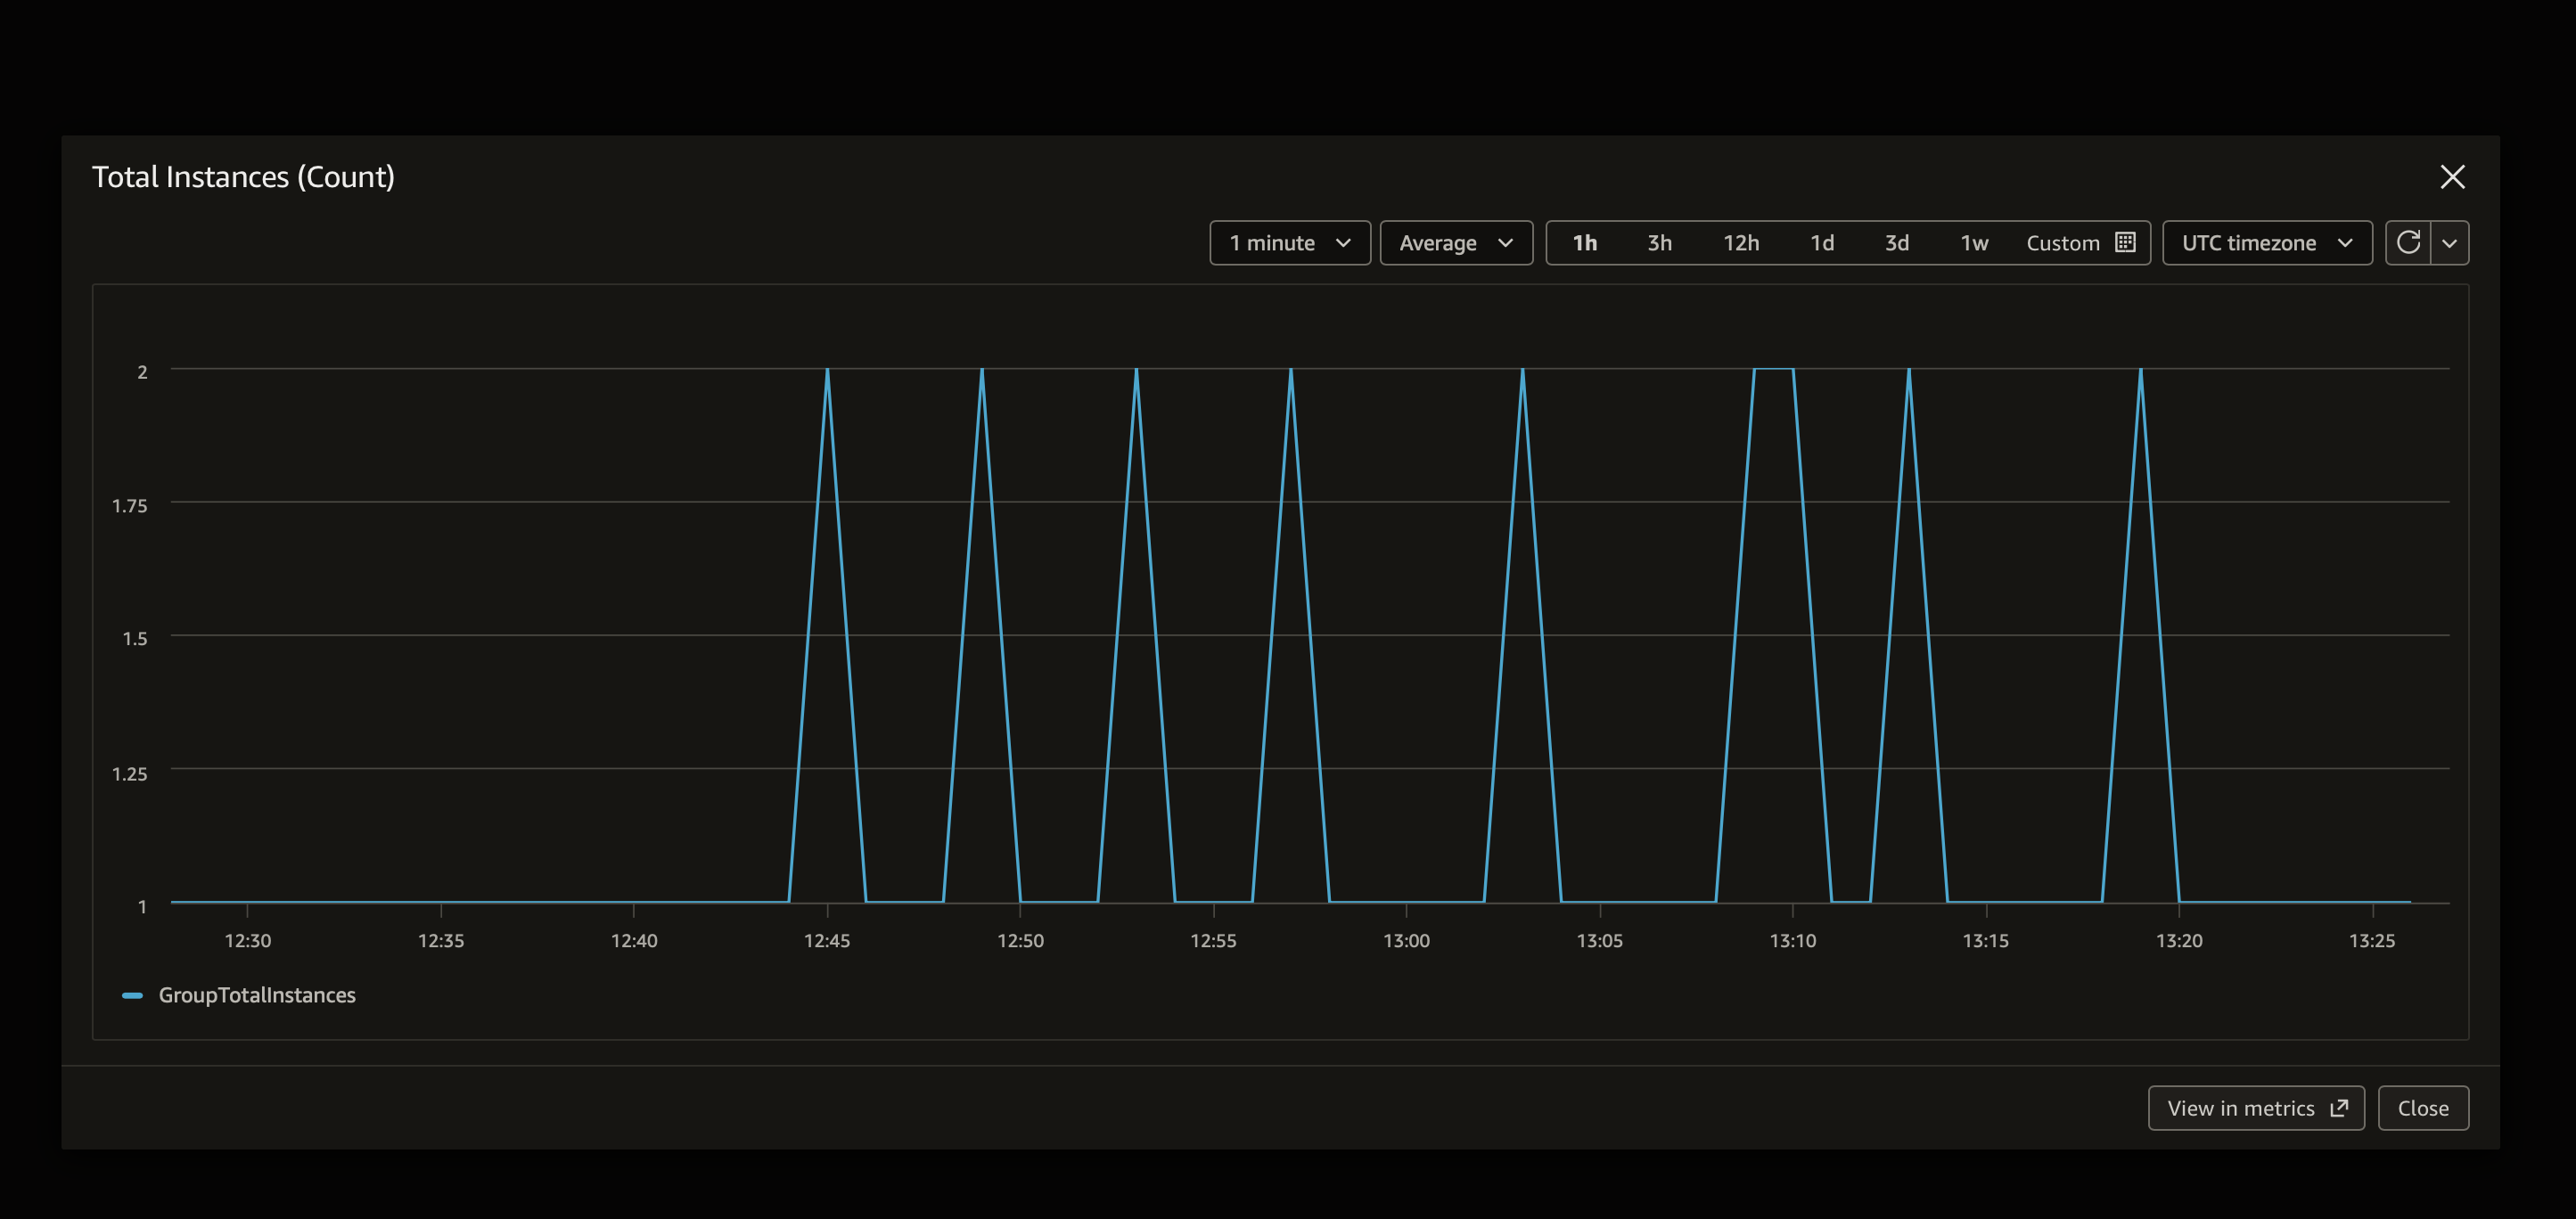 Total Instances (Count)
1 minute Average 1h 3h 12h 1d 3d 1w Custom UTC timezone
2
1.75
1.5
1.25
1
12:30 12:35 12:40 12:45 12:50 12:55 13:00 13:05 13:10 13:15 13:20 13:25
GroupTotalInstances
View in metrics Close